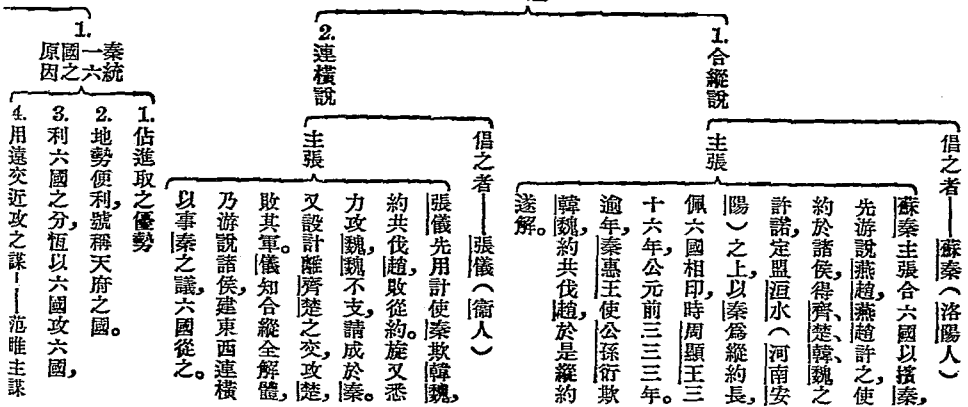 1.合縱說
倡之者——蘇秦（洛陽人）
主張
蘇秦主張合六國以擯秦，
先游說燕趙，燕趙許之，使
約於諸侯，得齊、楚、韓、魏之
許諾，定盟洹水（河南安
陽）之上，以秦爲縱約長，
佩六國相印，時周顯王三
十六年，公元前三三三年。
逾年，秦惠王使公孫衍欺
韓魏，約共伐趙，於是縱約
遂解。
2.連橫說
倡之者——張儀（衞人）
主張
張儀先用計使秦欺韓魏，
約共伐趙，敗從約。旋又悉
力攻魏，魏不支，請成於秦。
又設計離齊楚之交，攻楚，
敗其軍。儀知合縱全解體，
乃游說諸侯，建東西連橫
以事秦之議，六國從之。
1.
秦統
一六
國之
原因
1.佔進取之優勢
2.地勢便利，號稱天府之國。
3.利六國之分，恆以六國攻六國，
4.用遠交近攻之謀——范睢主謀